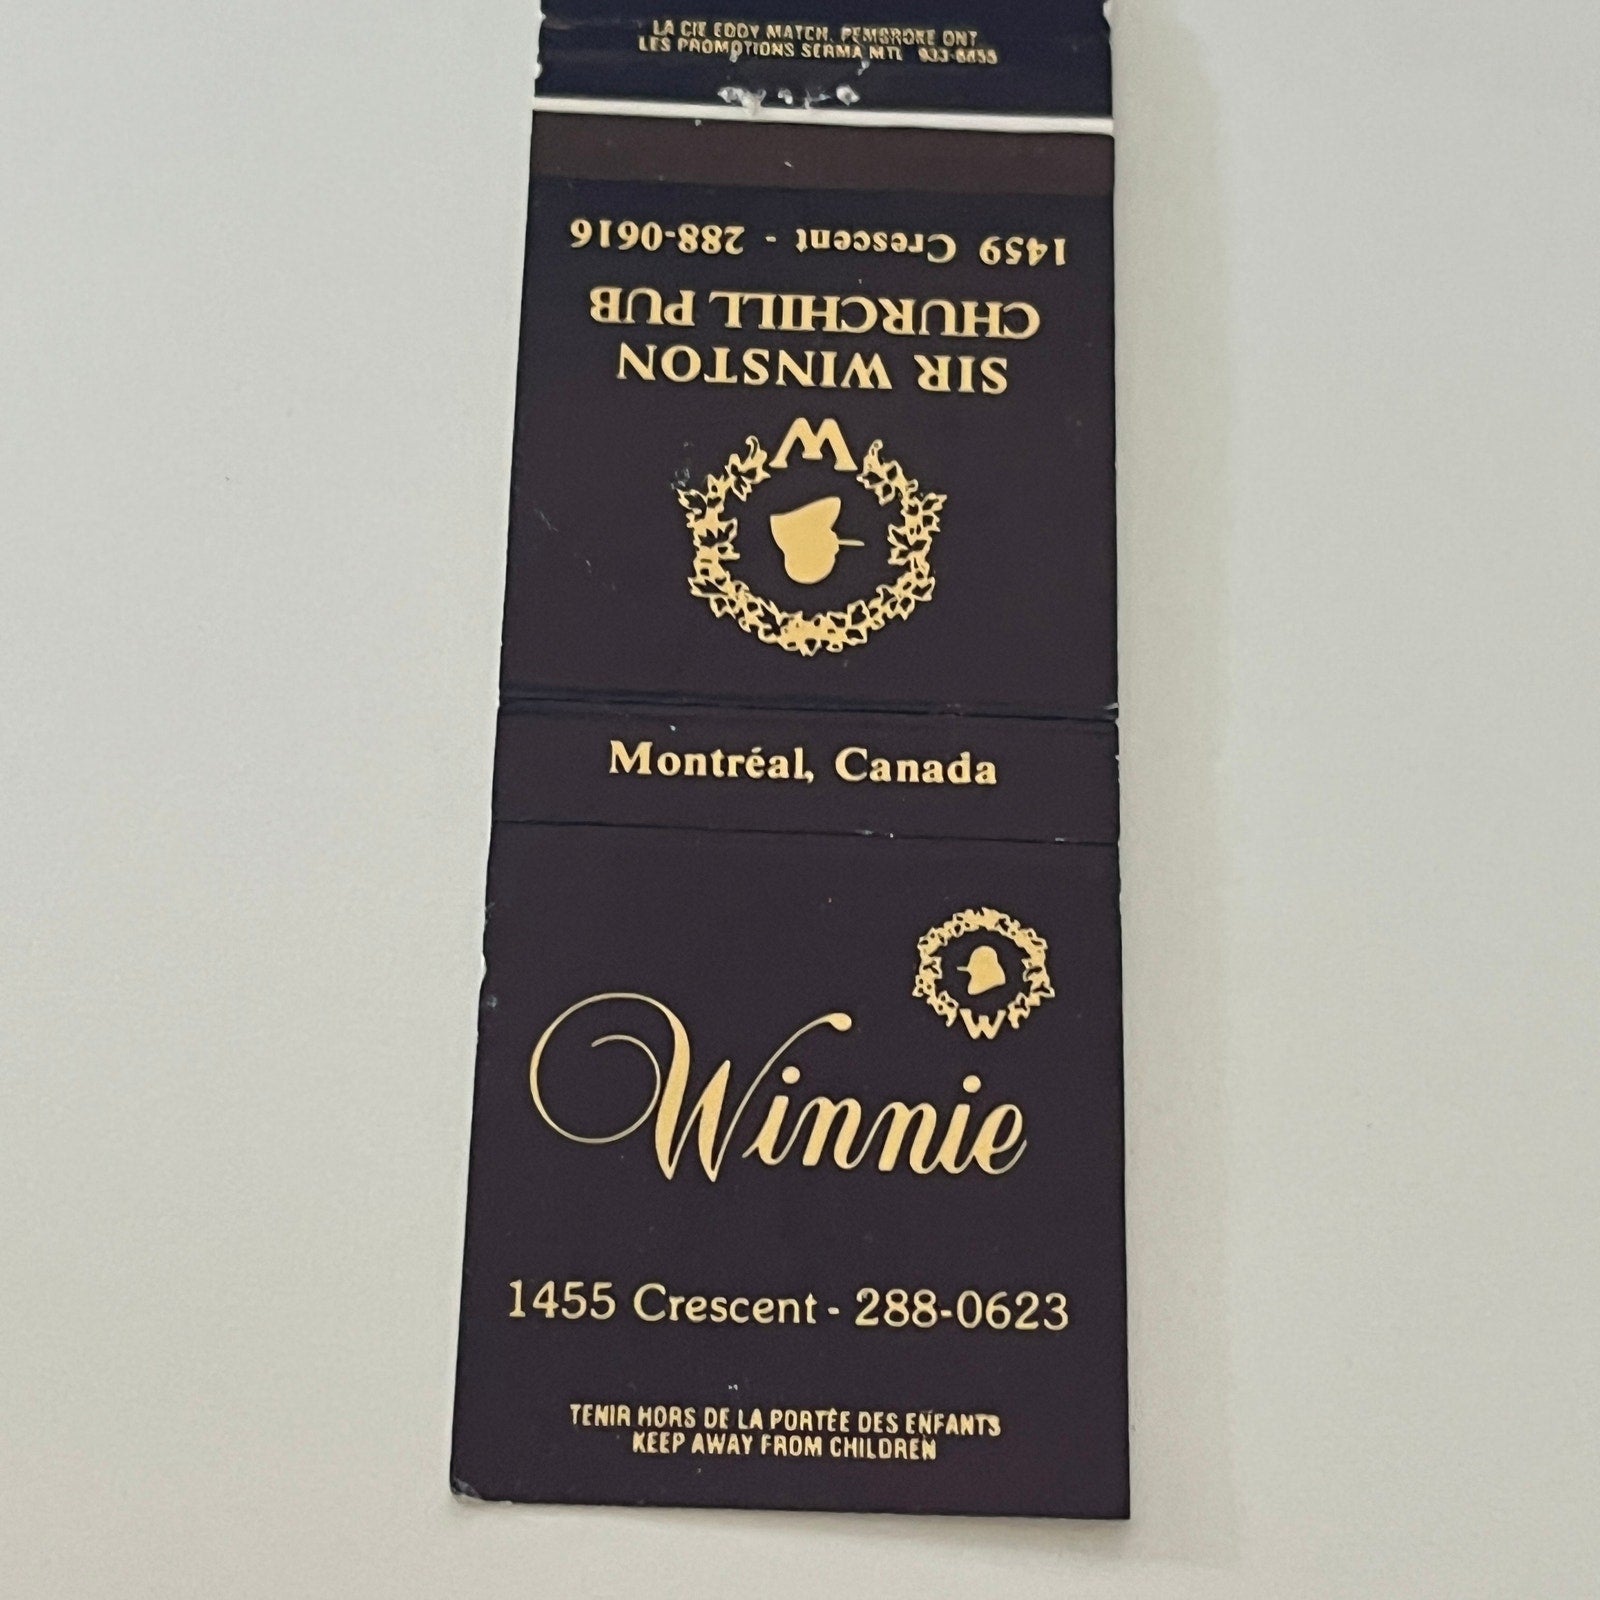 LA CIE EDDY MATCH. PEMBROKE ONT
LES PROMOTIONS SERMA MTL
W
SIR WINSTON
CHURCHILL PUB
1459 Crescent - 288-0616
Montréal, Canada
W
Winnie
1455 Crescent - 288-0623
TENIR HORS DE LA PORTÉE DES ENFANTS
KEEP AWAY FROM CHILDREN